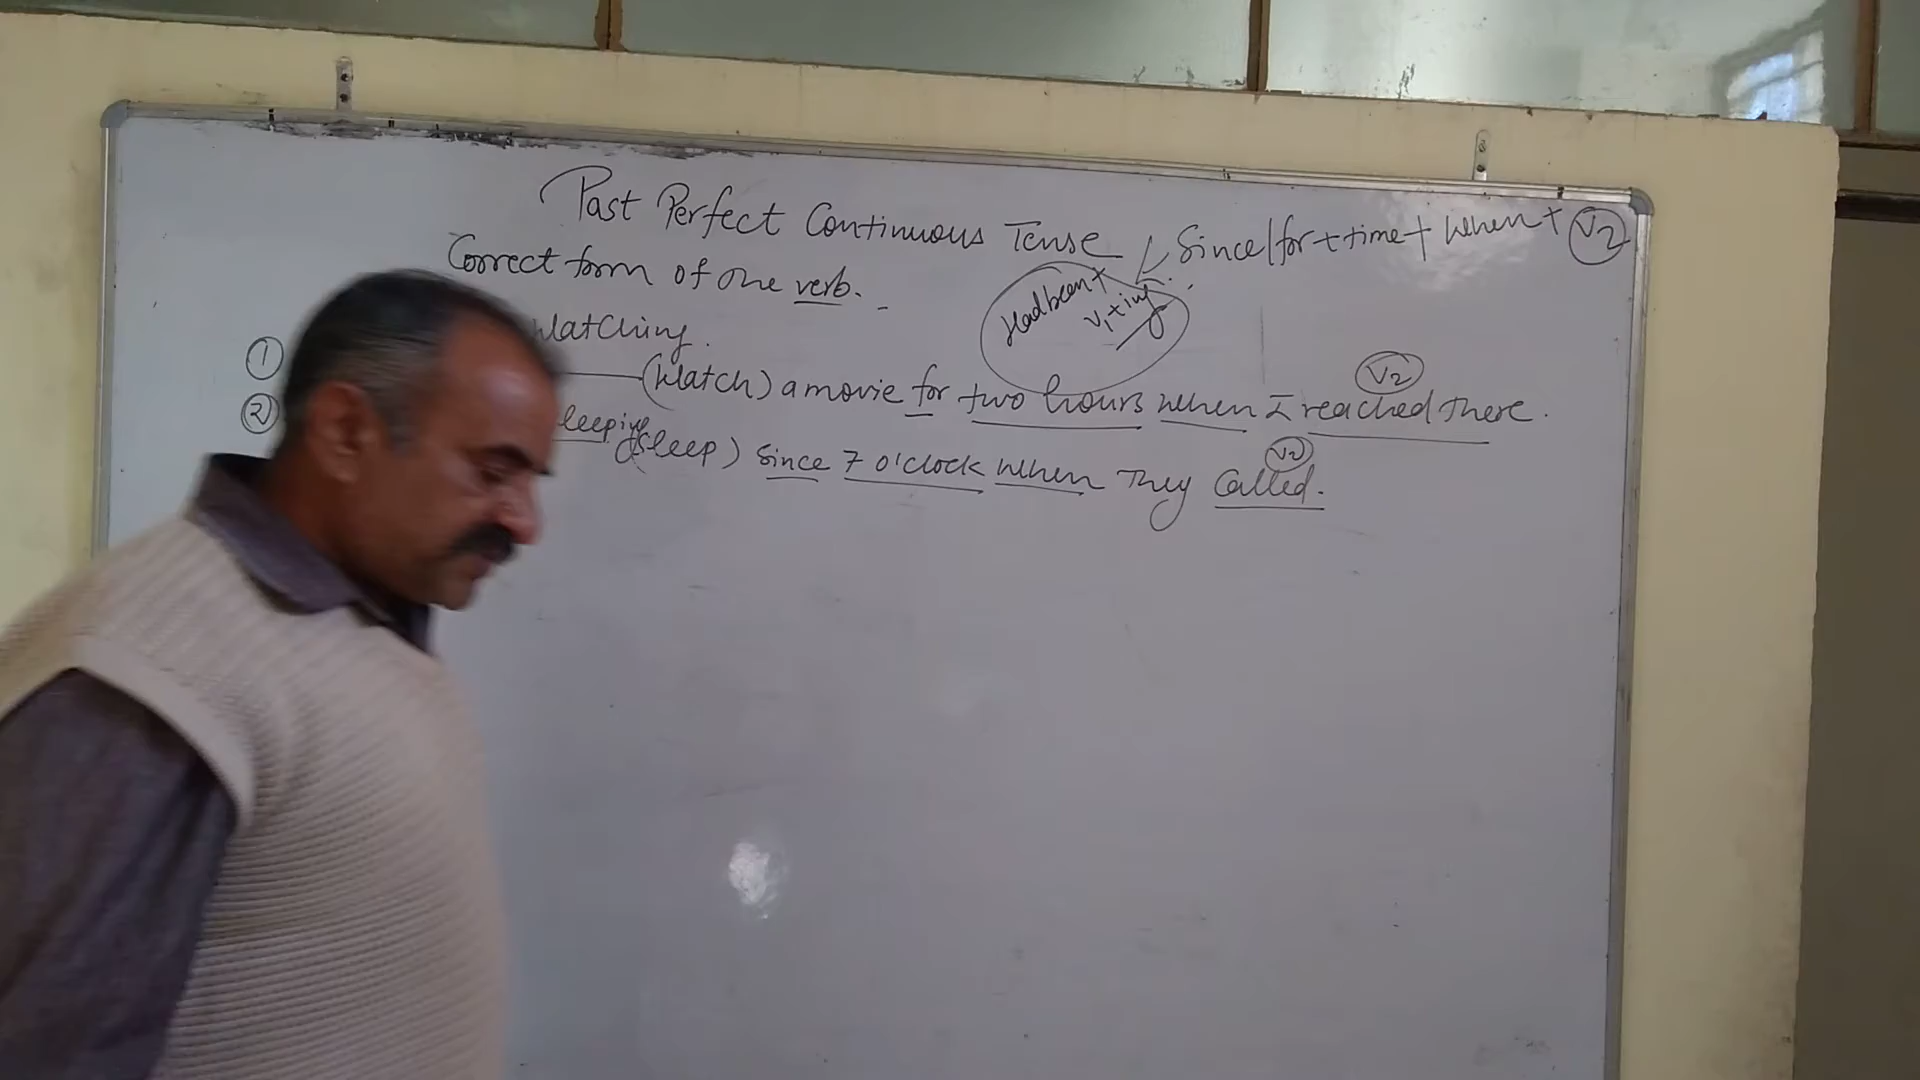 Past Perfect Continuous Tense / Since/for + time + When + V2
Correct form of the verb.
Had been +
V1 + ing
Watching.
① (Watch) a movie for two hours when I reached there.
V2
② leeping (Sleep) Since 7 o'clock when They Called.
V2